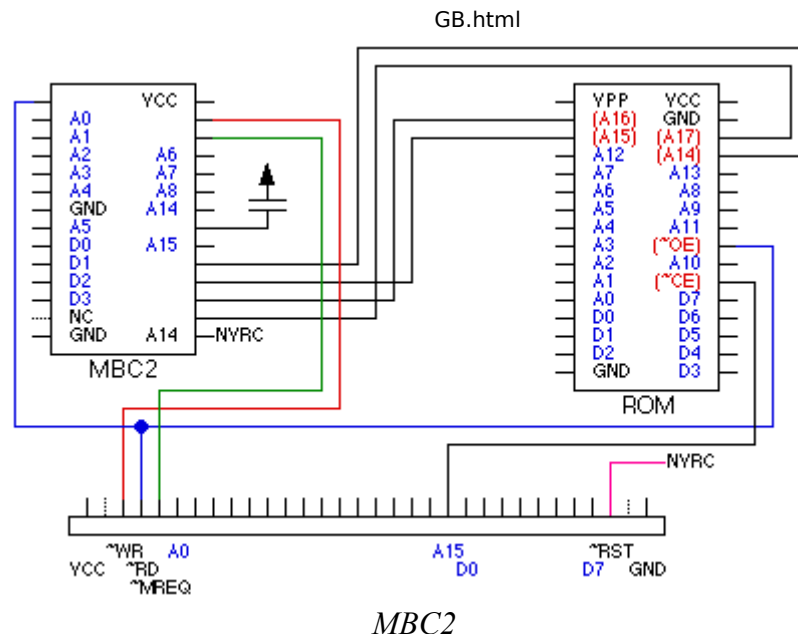 GB.html
VCC
A0
A1
A2 A6
A3 A7
A4 A8
GND A14
A5
D0 A15
D1
D2
D3
NC
GND A14 NYRC
MBC2
VPP VCC
(A16) GND
(A15) (A17)
A12 (A14)
A7 A13
A6 A8
A5 A9
A4 A11
A3 (~OE)
A2 A10
A1 (~CE)
A0 D7
D0 D6
D1 D5
D2 D4
GND D3
ROM
NYRC
~WR A0 A15 ~RST
VCC ~RD D0 D7 GND
~MREQ
MBC2